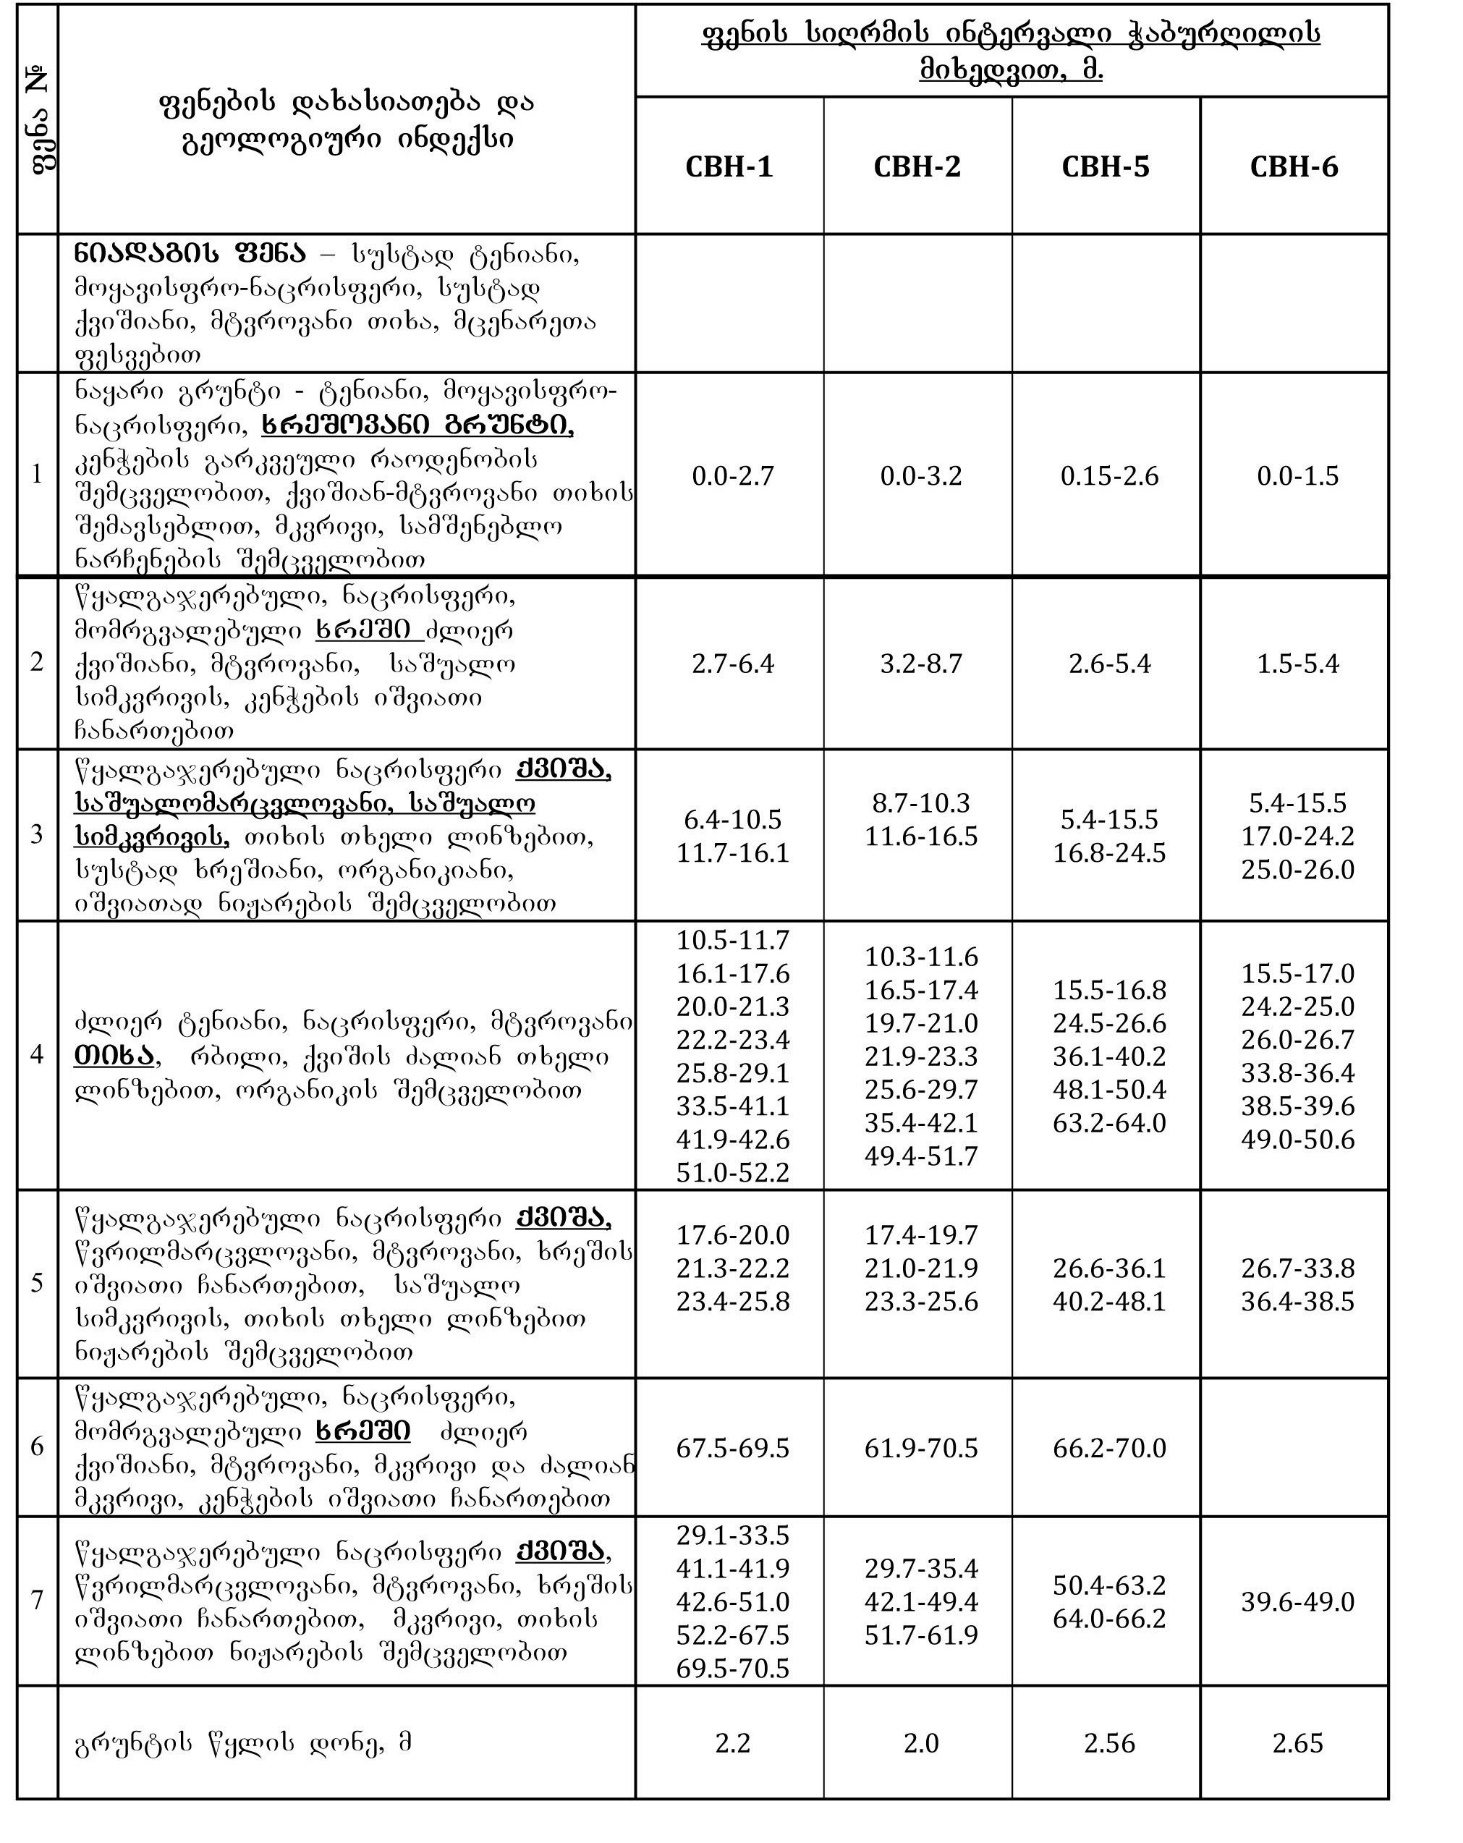 ფენა №
ფენების დახასიათება და
გეოლოგიური ინდექსი
ფენის სიღრმის ინტერვალი ჭაბურღილის
მიხედვით, მ.
CBH-1 CBH-2 CBH-5 CBH-6
ნიადაგის ფენა – სუსტად ტენიანი,
მოყავისფრო-ნაცრისფერი, სუსტად
ქვიშიანი, მტვროვანი თიხა, მცენარეთა
ფესვებით
1
ნაყარი გრუნტი - ტენიანი, მოყავისფრო-
ნაცრისფერი, ხრეშოვანი გრუნტი,
კენჭების გარკვეული რაოდენობის
შემცველობით, ქვიშიან-მტვროვანი თიხის
შემავსებლით, მკვრივი, სამშენებლო
ნარჩენების შემცველობით
0.0-2.7 0.0-3.2 0.15-2.6 0.0-1.5
2
წყალგაჯერებული, ნაცრისფერი,
მომრგვალებული ხრეში ძლიერ
ქვიშიანი, მტვროვანი, საშუალო
სიმკვრივის, კენჭების იშვიათი
ჩანართებით
2.7-6.4 3.2-8.7 2.6-5.4 1.5-5.4
3
წყალგაჯერებული ნაცრისფერი ქვიშა,
საშუალომარცვლოვანი, საშუალო
სიმკვრივის, თიხის თხელი ლინზებით,
სუსტად ხრეშიანი, ორგანიკიანი,
იშვიათად ნიჟარების შემცველობით
6.4-10.5
11.7-16.1
8.7-10.3
11.6-16.5
5.4-15.5
16.8-24.5
5.4-15.5
17.0-24.2
25.0-26.0
4
ძლიერ ტენიანი, ნაცრისფერი, მტვროვანი
თიხა, რბილი, ქვიშის ძალიან თხელი
ლინზებით, ორგანიკის შემცველობით
10.5-11.7
16.1-17.6
20.0-21.3
22.2-23.4
25.8-29.1
33.5-41.1
41.9-42.6
51.0-52.2
10.3-11.6
16.5-17.4
19.7-21.0
21.9-23.3
25.6-29.7
35.4-42.1
49.4-51.7
15.5-16.8
24.5-26.6
36.1-40.2
48.1-50.4
63.2-64.0
15.5-17.0
24.2-25.0
26.0-26.7
33.8-36.4
38.5-39.6
49.0-50.6
5
წყალგაჯერებული ნაცრისფერი ქვიშა,
წვრილმარცვლოვანი, მტვროვანი, ხრეშის
იშვიათი ჩანართებით, საშუალო
სიმკვრივის, თიხის თხელი ლინზებით
ნიჟარების შემცველობით
17.6-20.0
21.3-22.2
23.4-25.8
17.4-19.7
21.0-21.9
23.3-25.6
26.6-36.1
40.2-48.1
26.7-33.8
36.4-38.5
6
წყალგაჯერებული, ნაცრისფერი,
მომრგვალებული ხრეში ძლიერ
ქვიშიანი, მტვროვანი, მკვრივი და ძალიან
მკვრივი, კენჭების იშვიათი ჩანართებით
67.5-69.5 61.9-70.5 66.2-70.0
7
წყალგაჯერებული ნაცრისფერი ქვიშა,
წვრილმარცვლოვანი, მტვროვანი, ხრეშის
იშვიათი ჩანართებით, მკვრივი, თიხის
ლინზებით ნიჟარების შემცველობით
29.1-33.5
41.1-41.9
42.6-51.0
52.2-67.5
69.5-70.5
29.7-35.4
42.1-49.4
51.7-61.9
50.4-63.2
64.0-66.2
39.6-49.0
გრუნტის წყლის დონე, მ
2.2 2.0 2.56 2.65